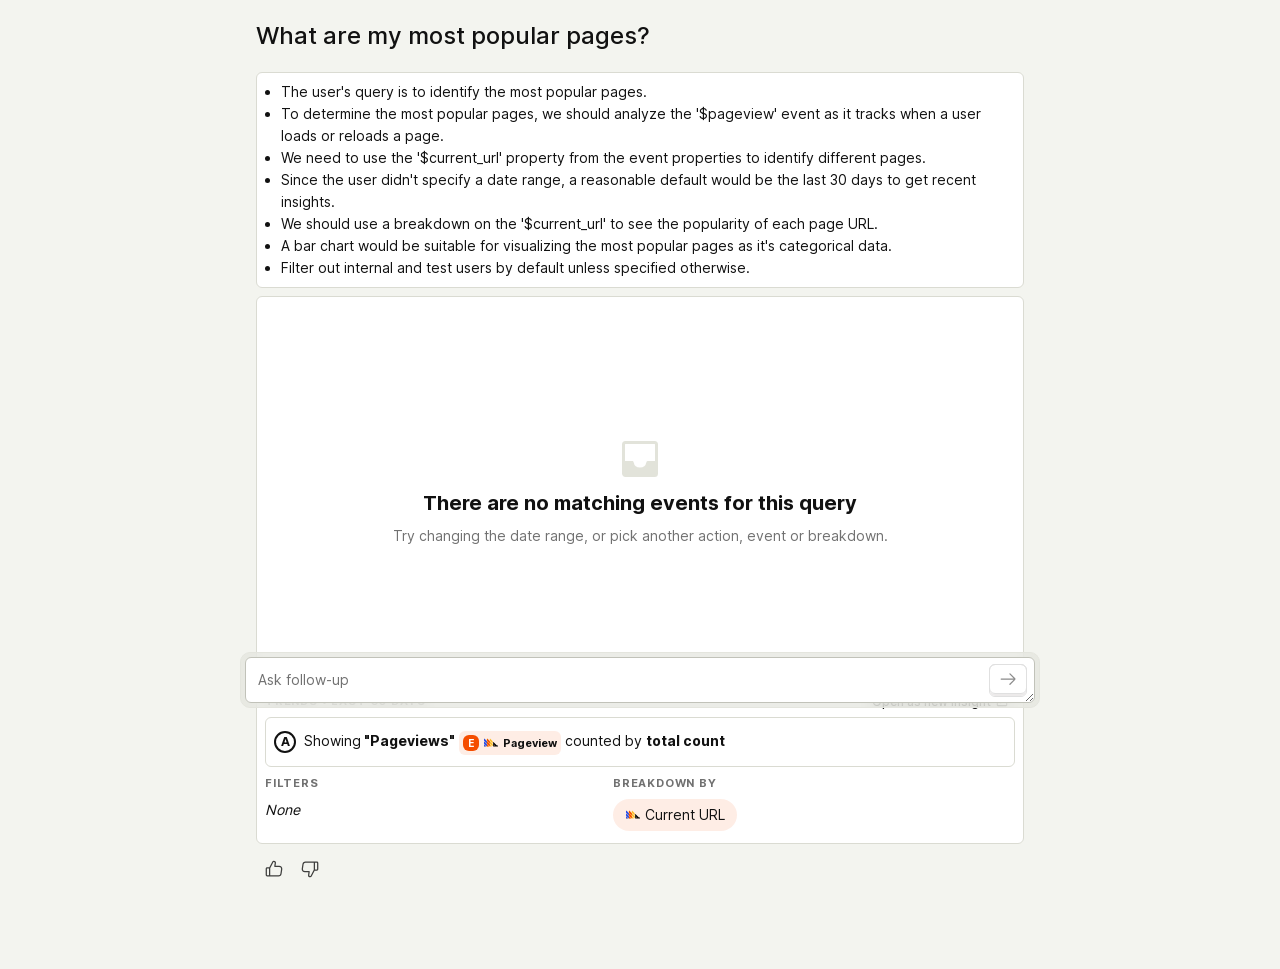 What are my most popular pages?
The user's query is to identify the most popular pages.
To determine the most popular pages, we should analyze the '$pageview' event as it tracks when a user
loads or reloads a page.
We need to use the '$current_url' property from the event properties to identify different pages.
Since the user didn't specify a date range, a reasonable default would be the last 30 days to get recent
insights.
We should use a breakdown on the '$current_url' to see the popularity of each page URL.
A bar chart would be suitable for visualizing the most popular pages as it's categorical data.
Filter out internal and test users by default unless specified otherwise.
There are no matching events for this query
Try changing the date range, or pick another action, event or breakdown.
Ask follow-up
A Showing "Pageviews" E Pageview counted by total count
FILTERS
None
BREAKDOWN BY
Current URL